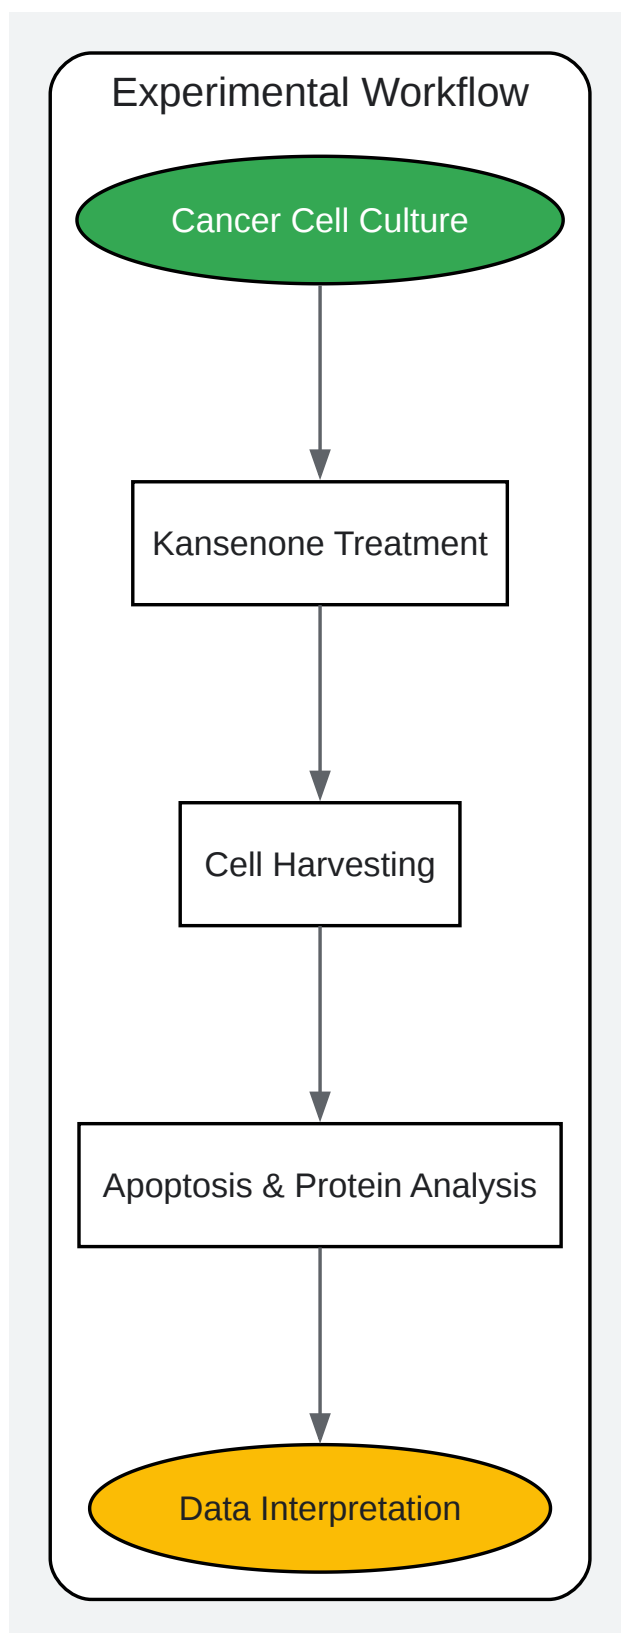 Experimental Workflow
Cancer Cell Culture
Kansenone Treatment
Cell Harvesting
Apoptosis & Protein Analysis
Data Interpretation